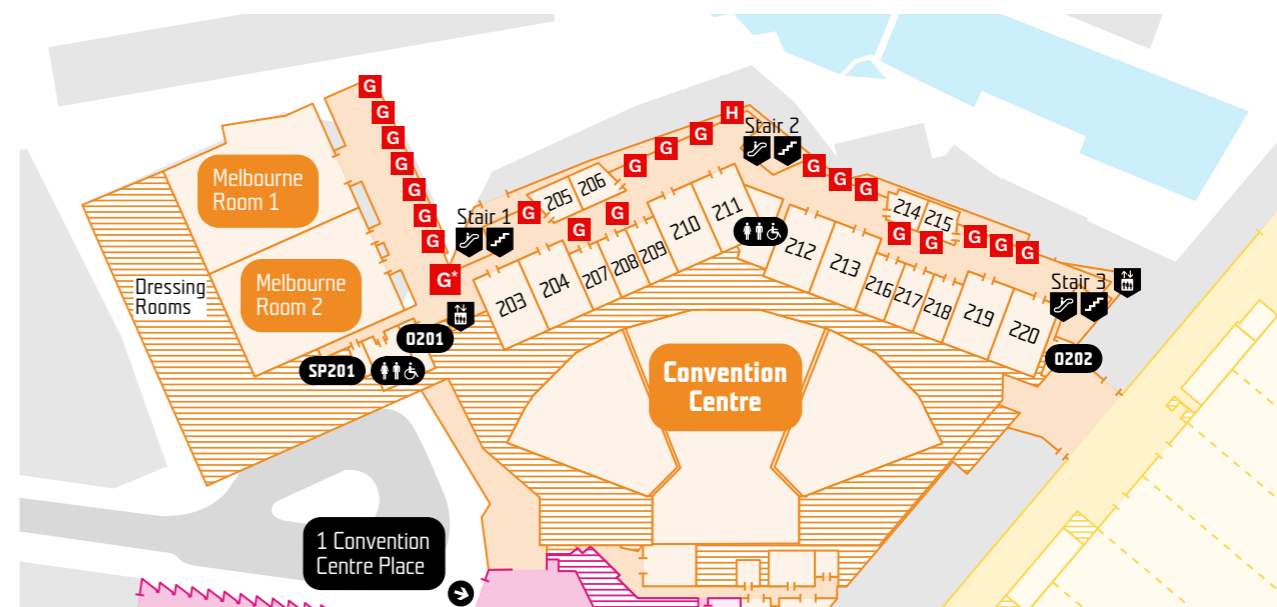 G
G
G
G
G
G
G
G*
Melbourne
Room 1
Melbourne
Room 2
Dressing
Rooms
SP201
O201
Stair 1
G
205
206
G
G
G
G
G
H
Stair 2
203
204
207
208
209
210
211
G
G
G
214
215
G
G
G
G
G
212
213
216
217
218
219
220
Stair 3
O202
Convention
Centre
1 Convention
Centre Place